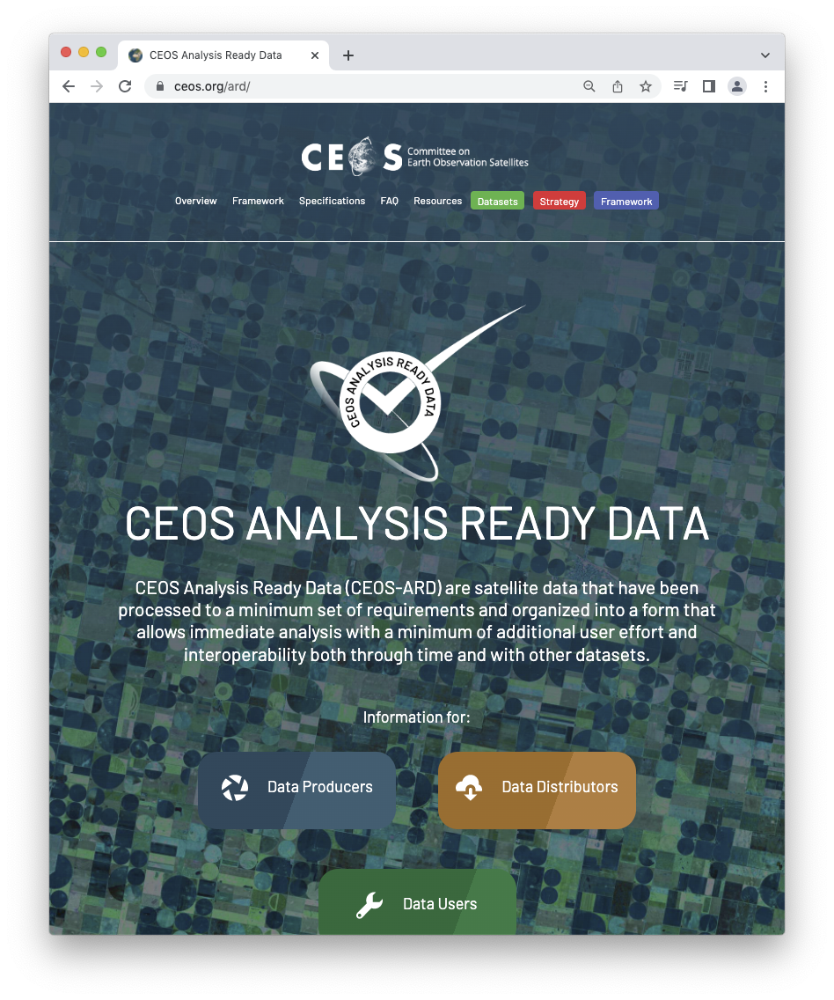 CEOS Analysis Ready Data
ceos.org/ard/
CEOS Committee on
Earth Observation Satellites
Overview Framework Specifications FAQ Resources Datasets Strategy Framework
CEOS ANALYSIS READY DATA
CEOS ANALYSIS READY DATA
CEOS Analysis Ready Data (CEOS-ARD) are satellite data that have been
processed to a minimum set of requirements and organized into a form that
allows immediate analysis with a minimum of additional user effort and
interoperability both through time and with other datasets.
Information for:
Data Producers Data Distributors
Data Users